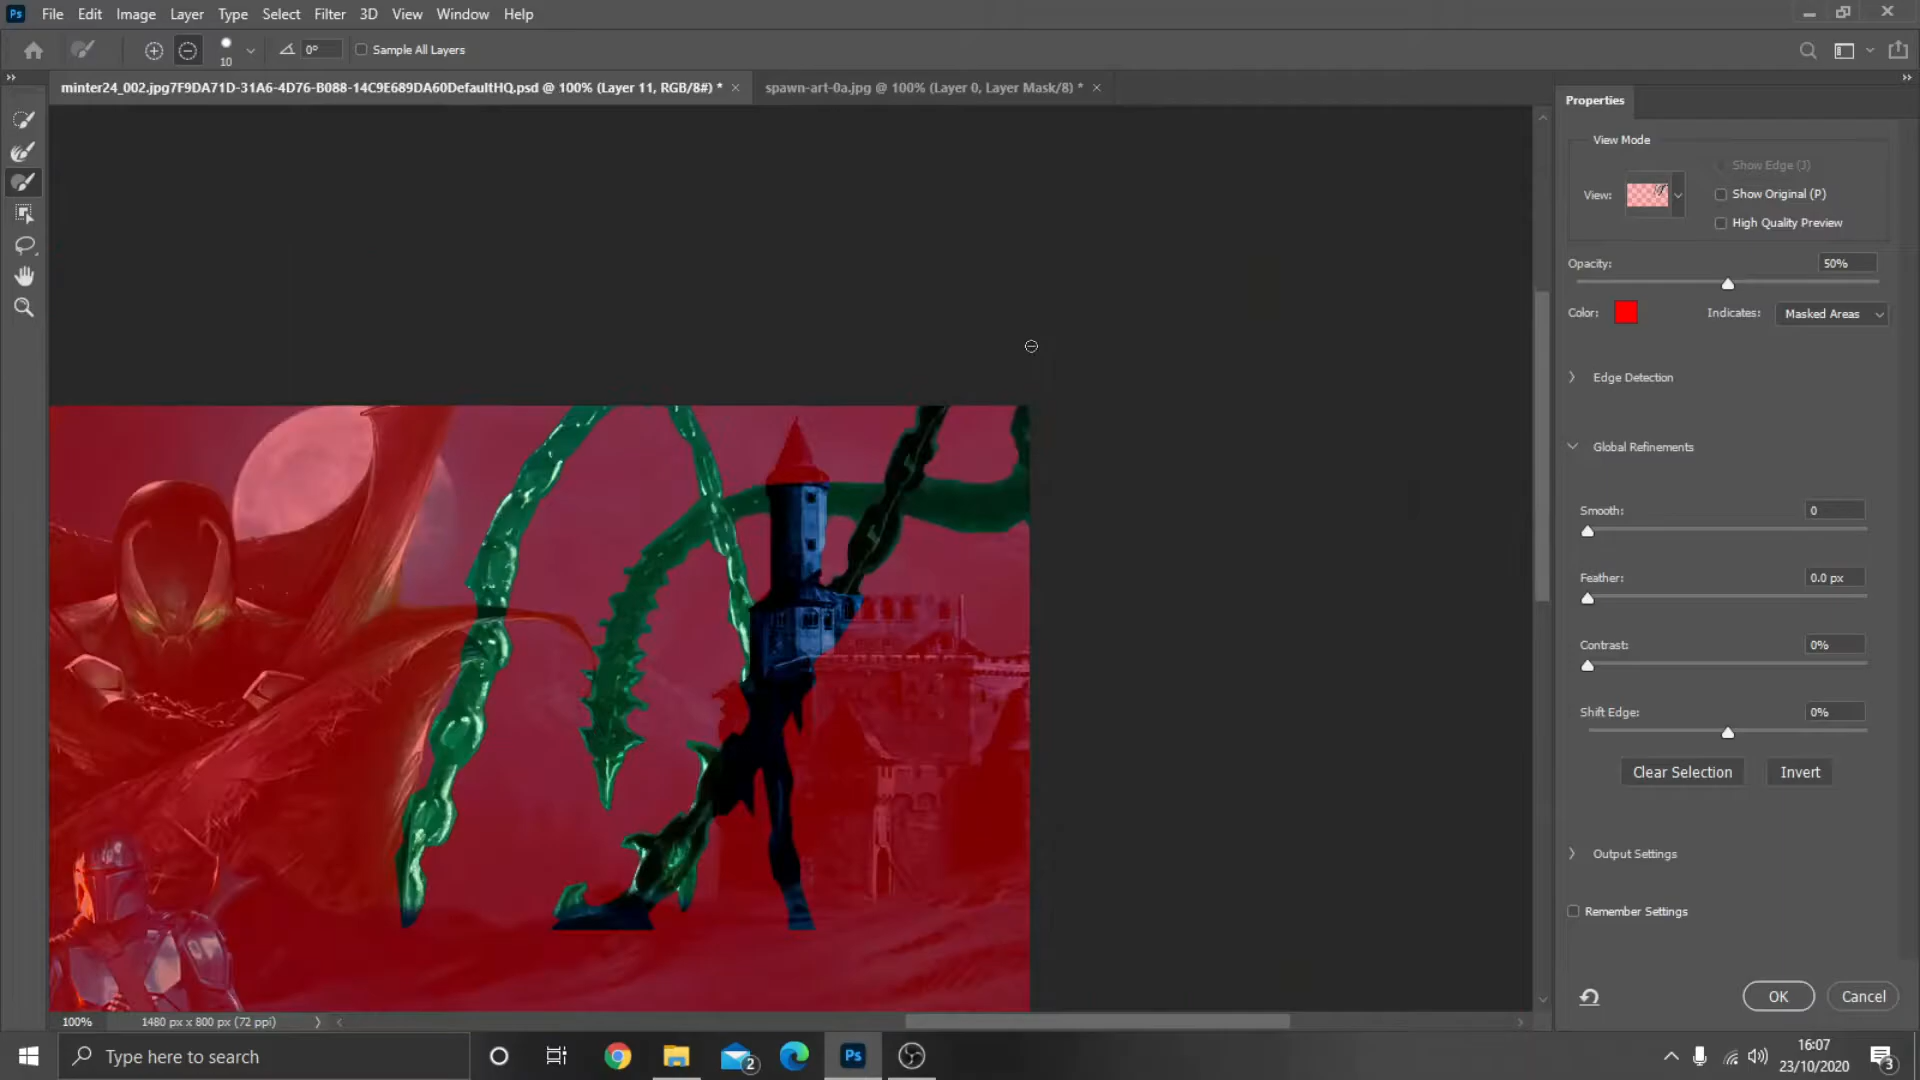 Ps File Edit Image Layer Type Select Filter 3D View Window Help
10 0° Sample All Layers
minter24_002.jpg7F9DA71D-31A6-4D76-B088-14C9E689DA60DefaultHQ.psd @ 100% (Layer 11, RGB/8#) * spawn-art-0a.jpg @ 100% (Layer 0, Layer Mask/8) *
Properties
View Mode
Show Edge (J)
View: Show Original (P)
High Quality Preview
Opacity: 50%
Color: Indicates: Masked Areas
Edge Detection
Global Refinements
Smooth: 0
Feather: 0.0 px
Contrast: 0%
Shift Edge: 0%
Clear Selection Invert
Output Settings
Remember Settings
OK Cancel
100% 1480 px x 800 px (72 ppi)
Type here to search 2 Ps 16:07
23/10/2020 3